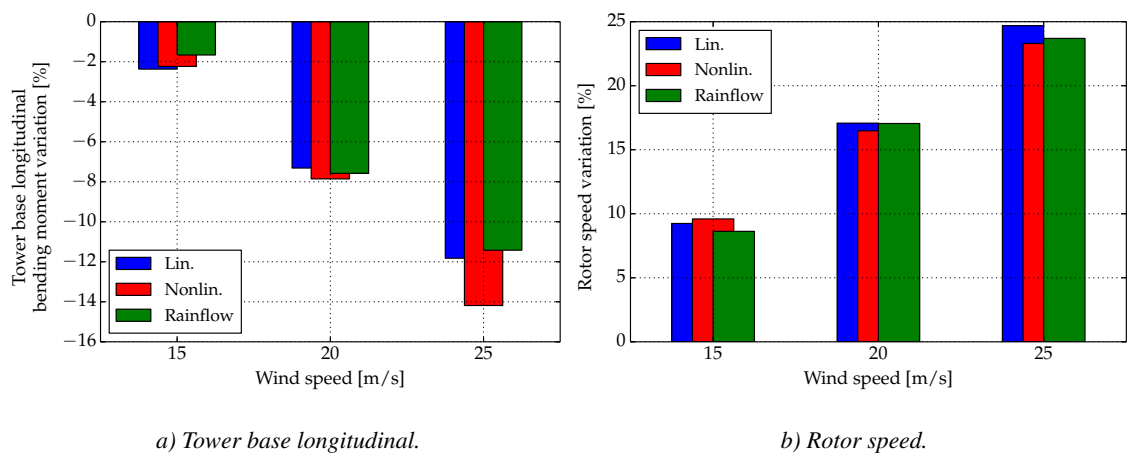 0
−2
−4
−6
−8
−10
−12
−14
−16
Tower base longitudinal
bending moment variation [%]
Lin.
Nonlin.
Rainflow
15
20
25
Wind speed [m/s]
a) Tower base longitudinal.
25
20
15
10
5
0
Rotor speed variation [%]
Lin.
Nonlin.
Rainflow
15
20
25
Wind speed [m/s]
b) Rotor speed.